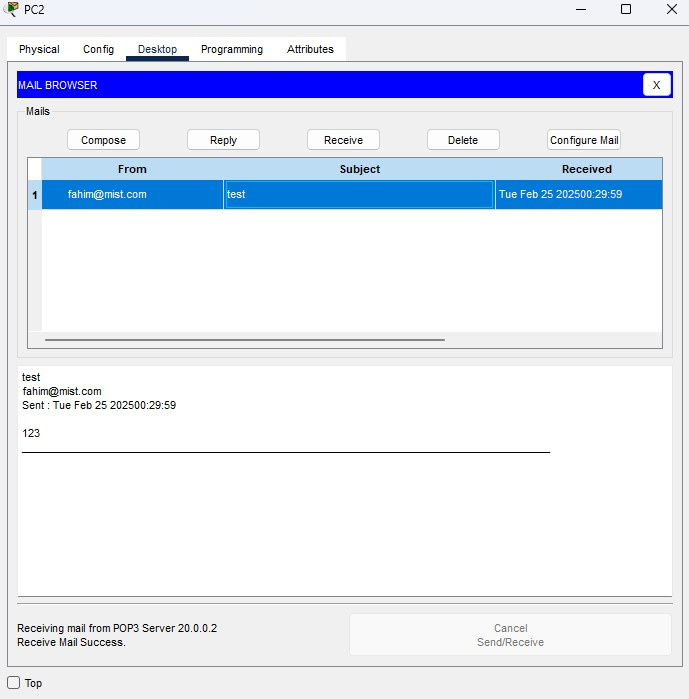 PC2
Physical Config Desktop Programming Attributes
MAIL BROWSER X
Mails
Compose Reply Receive Delete Configure Mail
From Subject Received
1 fahim@mist.com test Tue Feb 25 202500:29:59
test
fahim@mist.com
Sent : Tue Feb 25 202500:29:59
123
Receiving mail from POP3 Server 20.0.0.2
Receive Mail Success.
Cancel
Send/Receive
Top